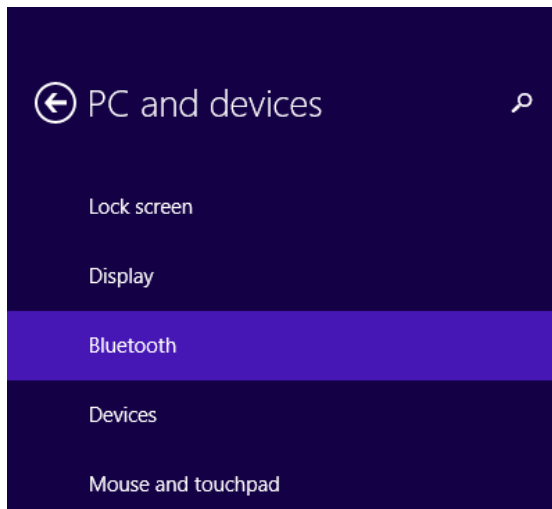 PC and devices
Lock screen
Display
Bluetooth
Devices
Mouse and touchpad